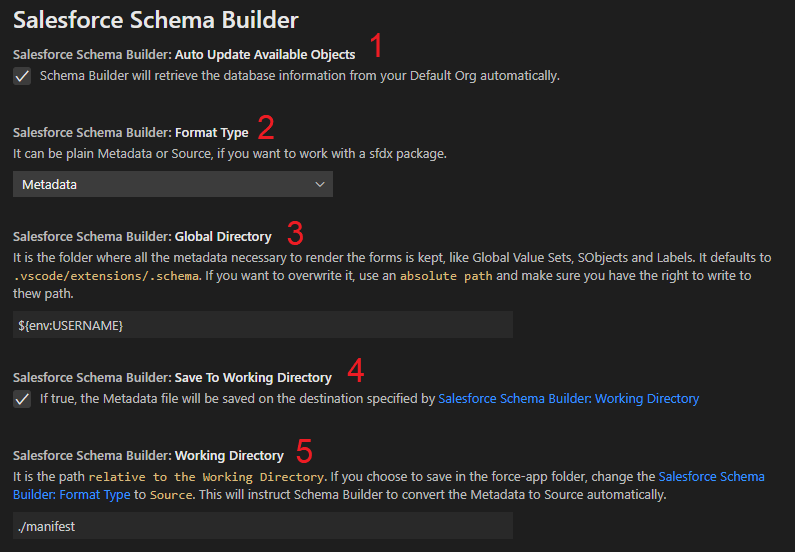 Salesforce Schema Builder
Salesforce Schema Builder: Auto Update Available Objects 1
Schema Builder will retrieve the database information from your Default Org automatically.
Salesforce Schema Builder: Format Type 2
It can be plain Metadata or Source, if you want to work with a sfdx package.
Metadata
Salesforce Schema Builder: Global Directory 3
It is the folder where all the metadata necessary to render the forms is kept, like Global Value Sets, SObjects and Labels. It defaults to
.vscode/extensions/.schema. If you want to overwrite it, use an absolute path and make sure you have the right to write to
thew path.
${env:USERNAME}
Salesforce Schema Builder: Save To Working Directory 4
If true, the Metadata file will be saved on the destination specified by Salesforce Schema Builder: Working Directory
Salesforce Schema Builder: Working Directory 5
It is the path relative to the Working Directory. If you choose to save in the force-app folder, change the Salesforce Schema
Builder: Format Type to Source. This will instruct Schema Builder to convert the Metadata to Source automatically.
./manifest